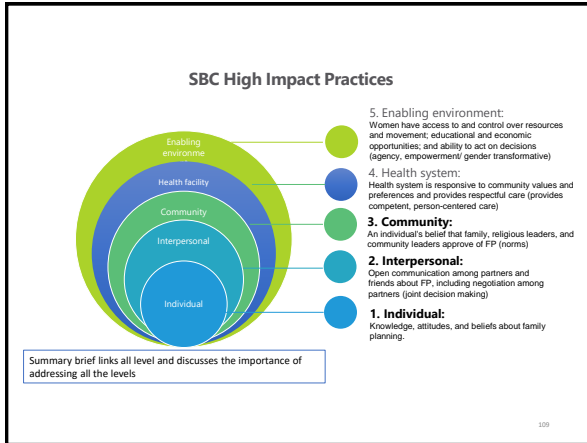 SBC High Impact Practices
Enabling
environme
Health facility
Community
Interpersonal
Individual
5. Enabling environment:
Women have access to and control over resources
and movement; educational and economic
opportunities; and ability to act on decisions
(agency, empowerment/ gender transformative)
4. Health system:
Health system is responsive to community values and
preferences and provides respectful care (provides
competent, person-centered care)
3. Community:
An individual's belief that family, religious leaders, and
community leaders approve of FP (norms)
2. Interpersonal:
Open communication among partners and
friends about FP, including negotiation among
partners (joint decision making)
1. Individual:
Knowledge, attitudes, and beliefs about family
planning.
Summary brief links all level and discusses the importance of
addressing all the levels
109